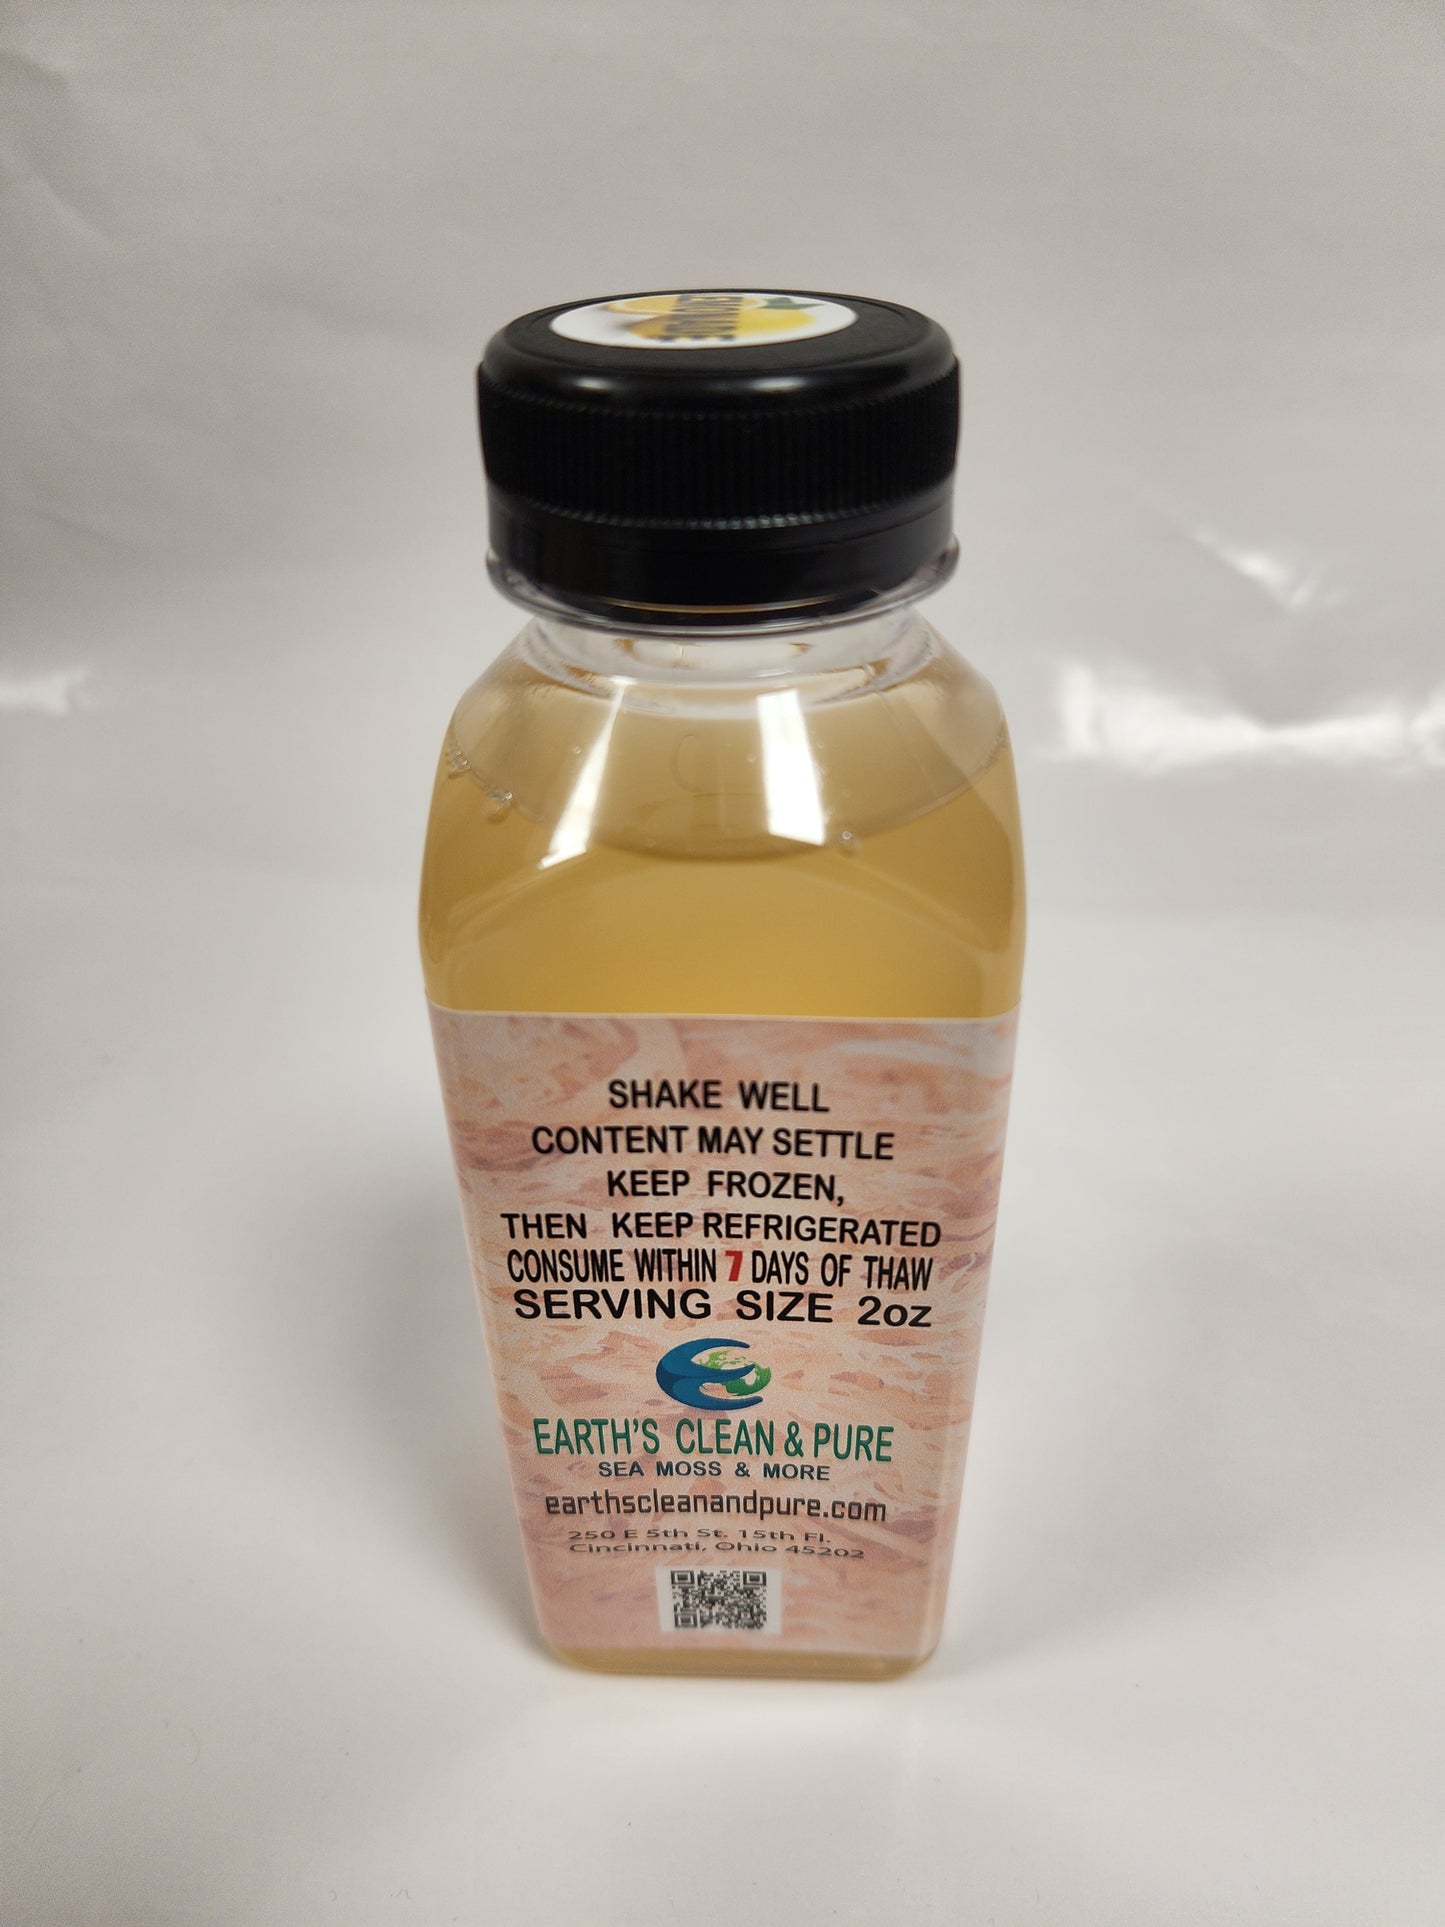 LEMONADE
SHAKE WELL
CONTENT MAY SETTLE
KEEP FROZEN,
THEN KEEP REFRIGERATED
CONSUME WITHIN 7 DAYS OF THAW
SERVING SIZE 2oz
EARTH'S CLEAN & PURE
SEA MOSS & MORE
earthscleanandpure.com
250 E 5th St. 15th Fl.
Cincinnati, Ohio 45202